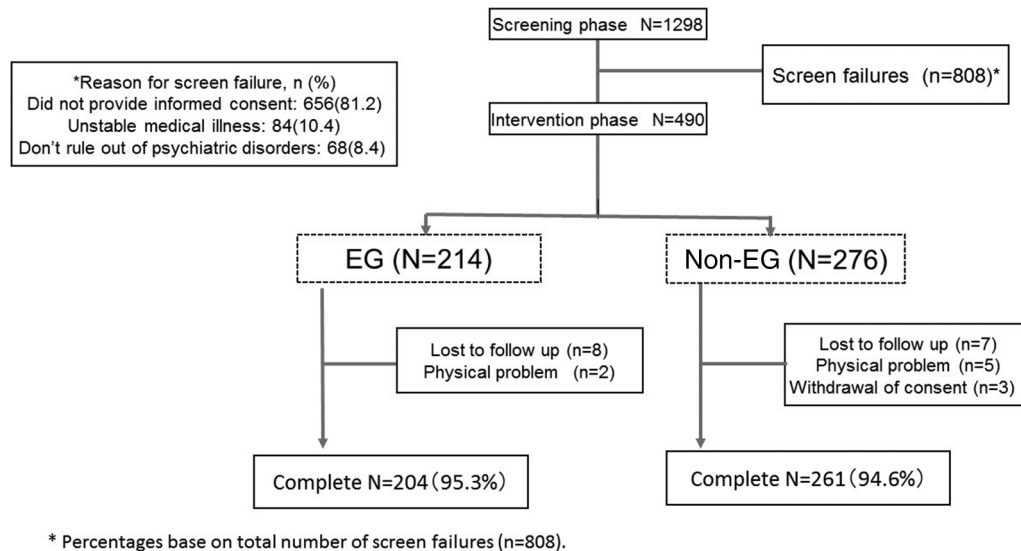 Screening phase N=1298
*Reason for screen failure, n (%)
Did not provide informed consent: 656(81.2)
Unstable medical illness: 84(10.4)
Don't rule out of psychiatric disorders: 68(8.4)
Screen failures (n=808)*
Intervention phase N=490
EG (N=214)
Non-EG (N=276)
Lost to follow up (n=8)
Physical problem (n=2)
Lost to follow up (n=7)
Physical problem (n=5)
Withdrawal of consent (n=3)
Complete N=204(95.3%)
Complete N=261(94.6%)
* Percentages base on total number of screen failures (n=808).